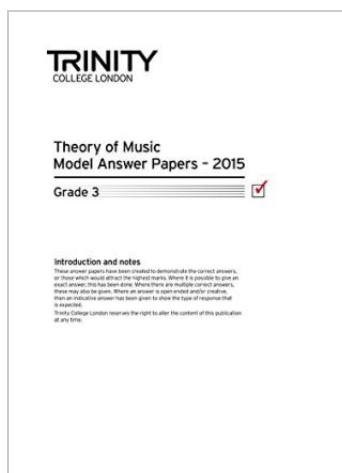 TRINITY
COLLEGE LONDON
Theory of Music
Model Answer Papers – 2015
Grade 3
Introduction and notes
These answer papers have been created to demonstrate the correct answers,
or those which would attract the highest marks. Where it is possible to give an
exact answer, this has been done. Where there are multiple correct answers,
these may also be given. Where an answer is open ended and/or creative,
then an indicative answer has been given to show the type of response that
is expected.
Trinity College London reserves the right to alter the content of this publication
at any time.